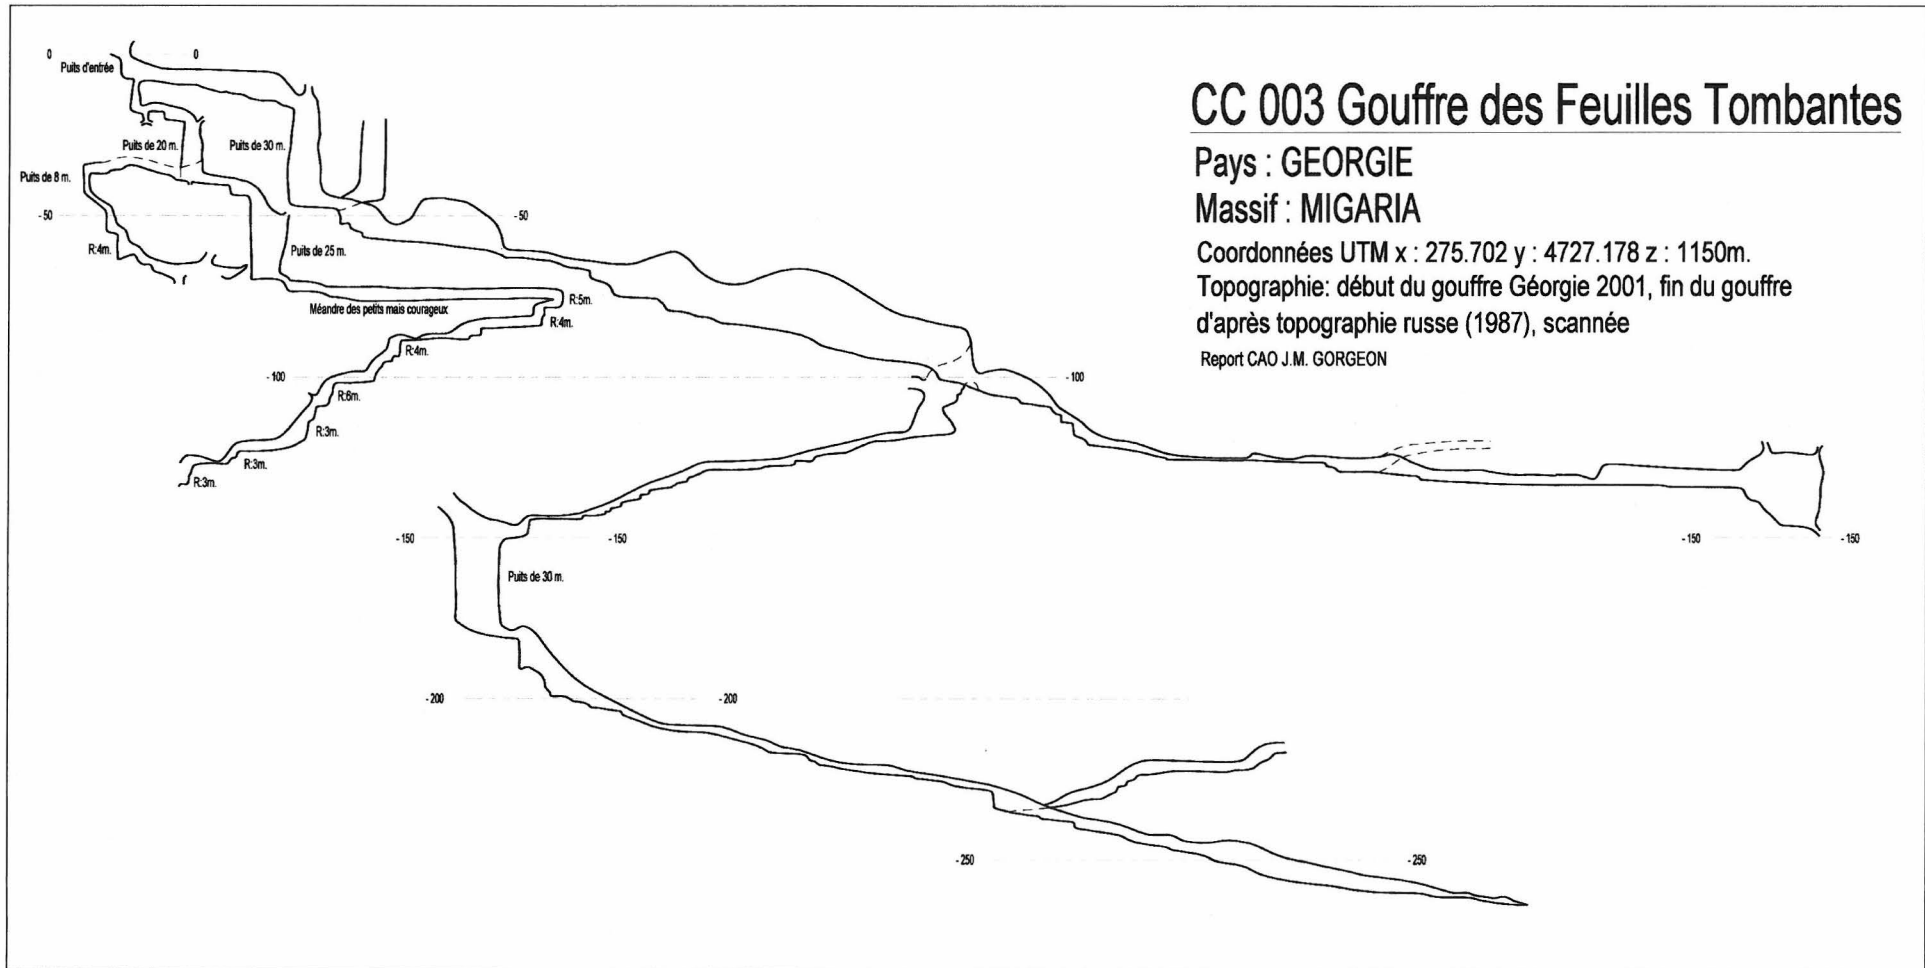 CC 003 Gouffre des Feuilles Tombantes
Pays : GEORGIE
Massif : MIGARIA
Coordonnées UTM x : 275.702 y : 4727.178 z : 1150m.
Topographie: début du gouffre Géorgie 2001, fin du gouffre
d'après topographie russe (1987), scannée
Report CAO J.M. GORGEON
0
0
Puits d'entrée
Puits de 20 m.
Puits de 30 m.
Puits de 8 m.
- 50
- 50
R:4m.
Puits de 25 m.
R:5m.
Méandre des petits mais courageux
R:4m.
R:4m.
- 100
- 100
R:6m.
R:3m.
R:3m.
R:3m.
- 150
- 150
- 150
- 150
Puits de 30 m.
- 200
- 200
- 250
- 250